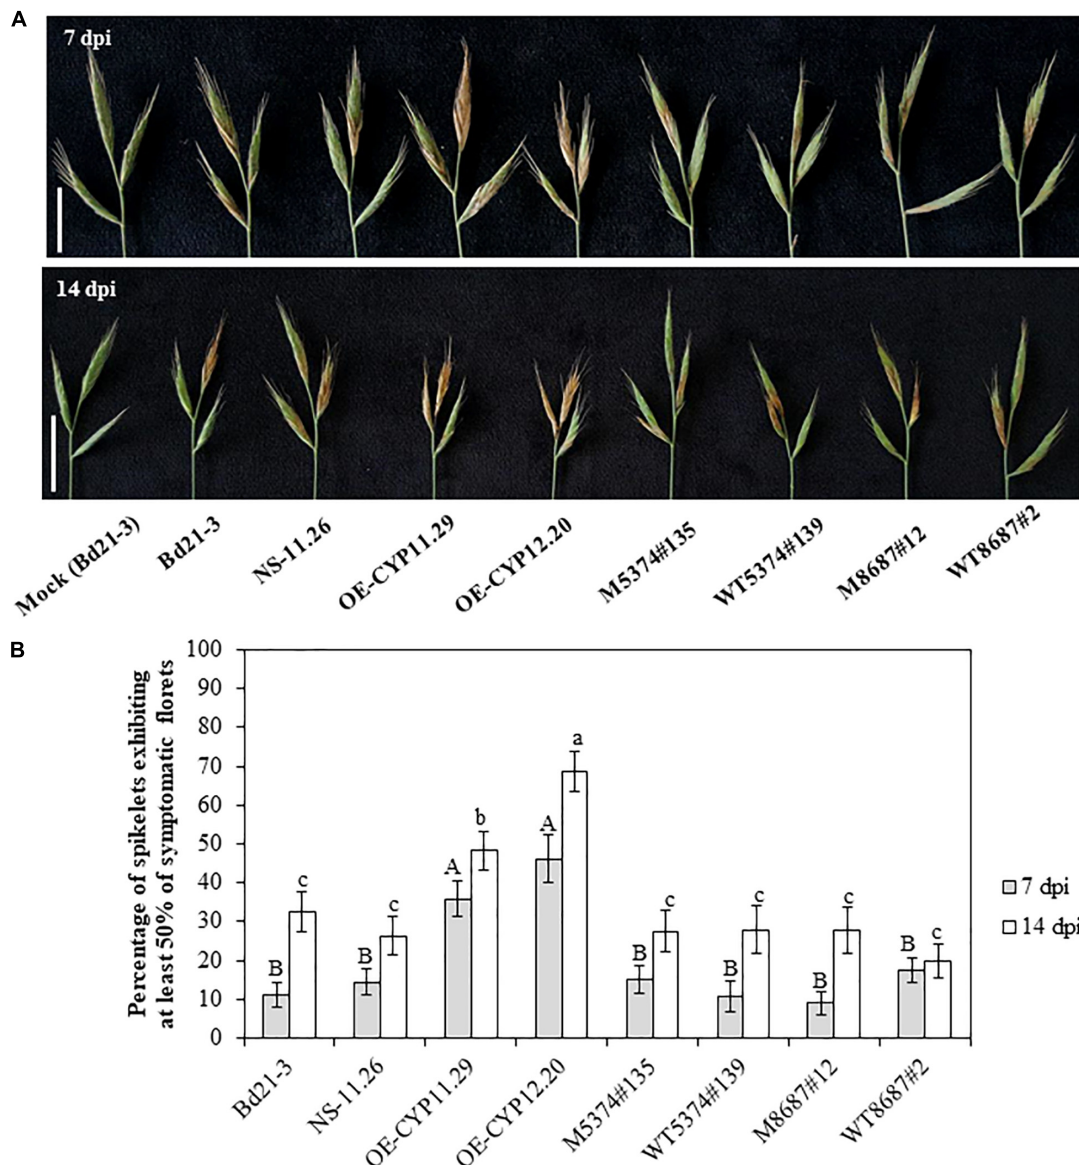 A
7 dpi
14 dpi
Mock (Bd21-3)
Bd21-3
NS-11.26
OE-CYP11.29
OE-CYP12.20
M5374#135
WT5374#139
M8687#12
WT8687#2
B
Percentage of spikelets exhibiting
at least 50% of symptomatic florets
100
90
80
70
60
50
40
30
20
10
0
B
c
B
c
A
b
A
a
B
c
B
c
B
c
B
c
7 dpi
14 dpi
Bd21-3
NS-11.26
OE-CYP11.29
OE-CYP12.20
M5374#135
WT5374#139
M8687#12
WT8687#2